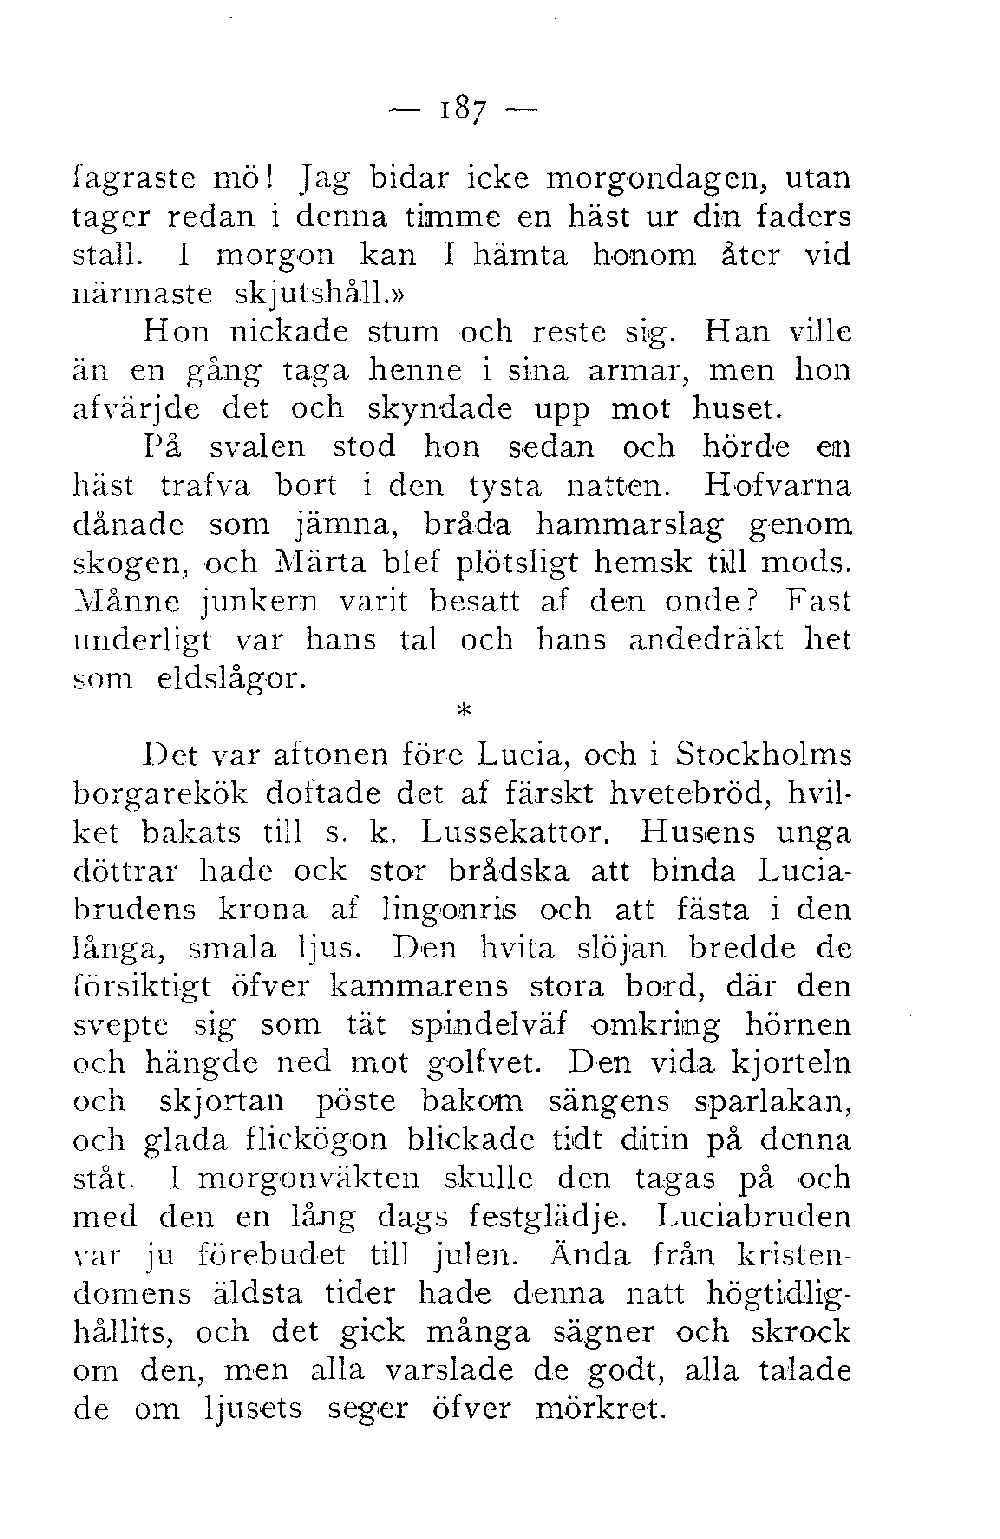 — 187 —
fagraste mö! Jag bidar icke morgondagen, utan
tager redan i denna timme en häst ur din faders
stall. I morgon kan I hämta honom åter vid
närmaste skjutshåll.»
Hon nickade stum och reste sig. Han ville
än en gång taga henne i sina armar, men hon
afvärjde det och skyndade upp mot huset.
På svalen stod hon sedan och hörde en
häst trafva bort i den tysta natten. Hofvarna
dånade som jämna, bråda hammarslag genom
skogen, och Märta blef plötsligt hemsk till mods.
Månne junkern varit besatt af den onde? Fast
underligt var hans tal och hans andedräkt het
som eldslågor.
*
Det var aftonen före Lucia, och i Stockholms
borgarekök doftade det af färskt hvetebröd, hvil-
ket bakats till s. k. Lussekattor. Husens unga
döttrar hade ock stor brådska att binda Lucia-
brudens krona af lingonris och att fästa i den
långa, smala ljus. Den hvita slöjan bredde de
försiktigt öfver kammarens stora bord, där den
svepte sig som tät spindelväf omkring hörnen
och hängde ned mot golfvet. Den vida kjorteln
och skjortan pöste bakom sängens sparlakan,
och glada flickögon blickade tidt ditin på denna
ståt. I morgonväkten skulle den tagas på och
med den en lång dags festglädje. Luciabruden
var ju förebudet till julen. Ända från kristen-
domens äldsta tider hade denna natt högtidlig-
hållits, och det gick många sägner och skrock
om den, men alla varslade de godt, alla talade
de om ljusets seger öfver mörkret.